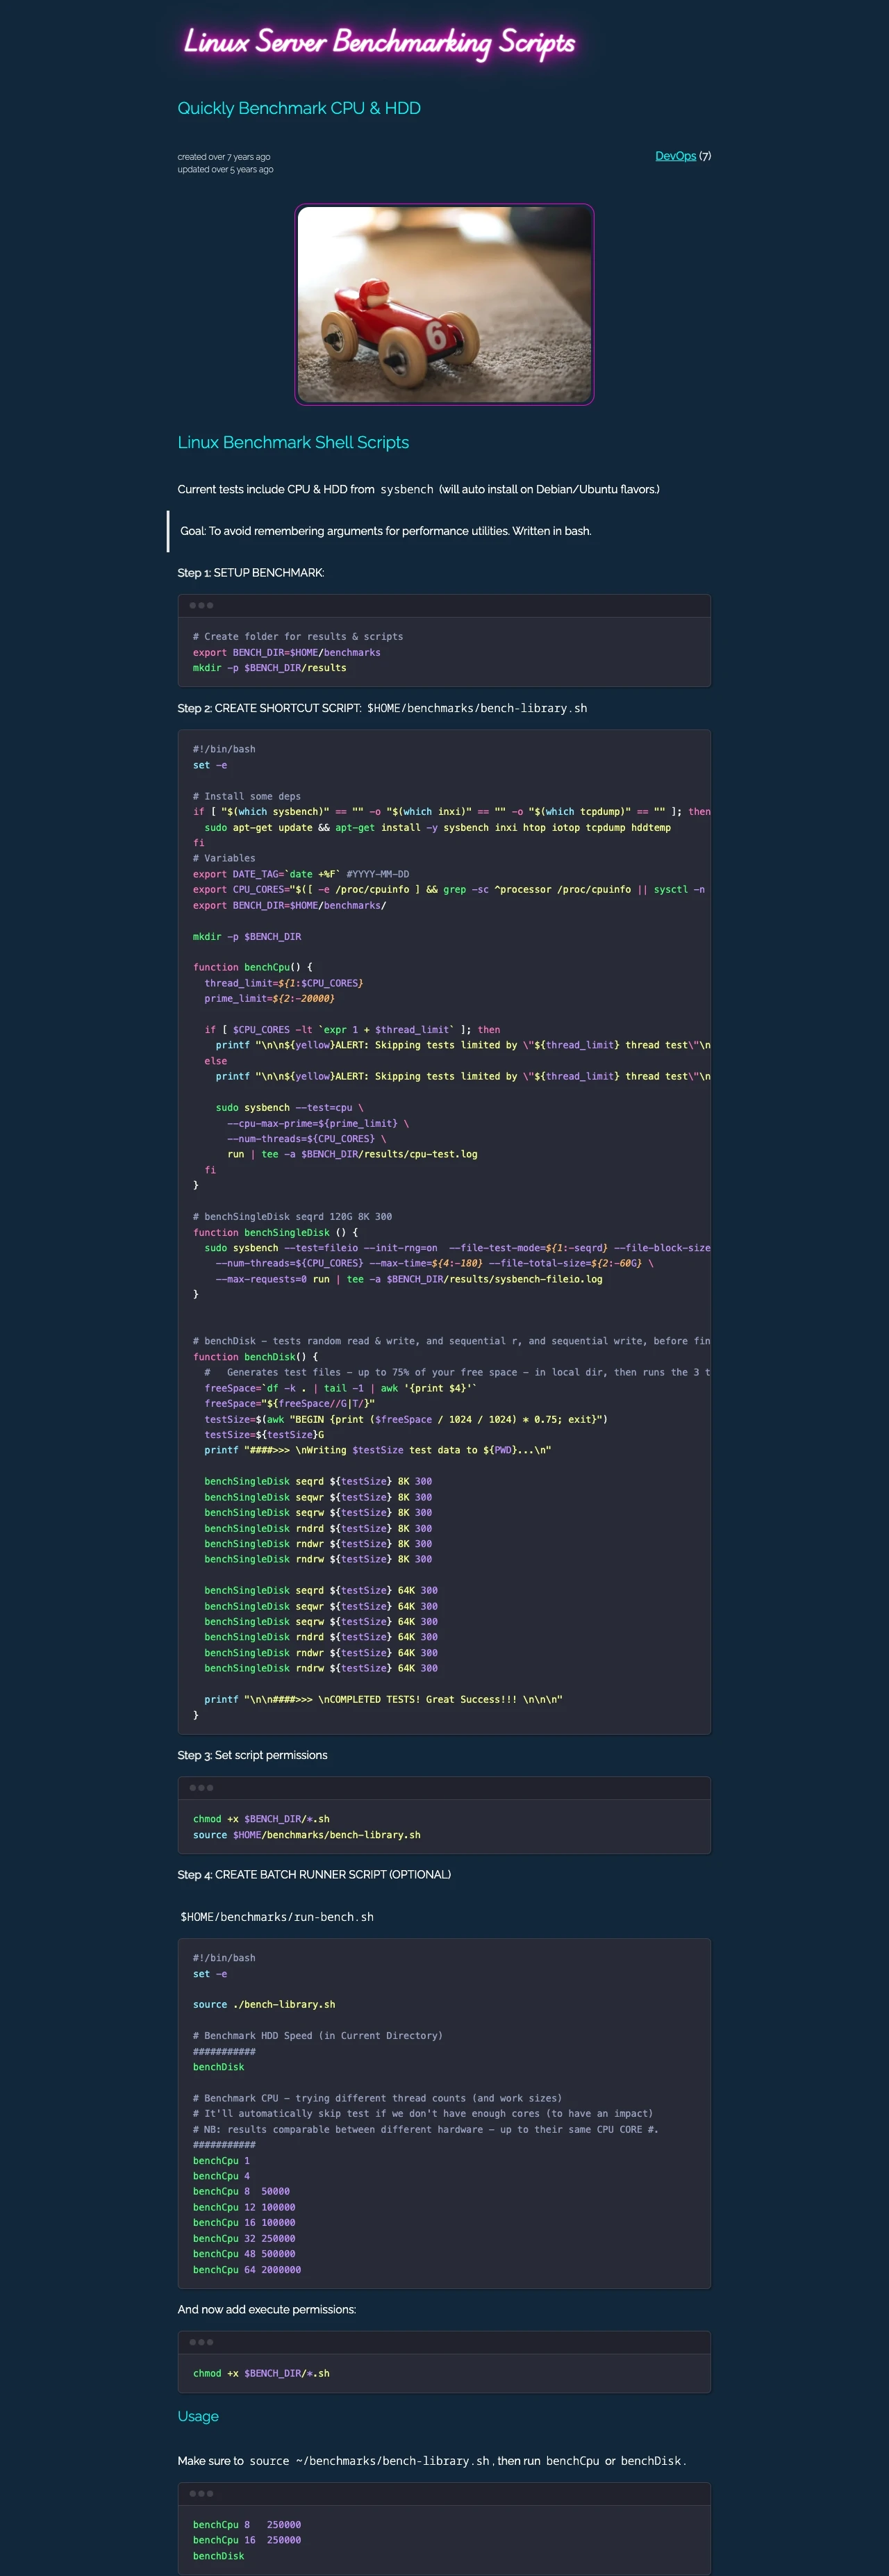 Linux Server Benchmarking Scripts
Quickly Benchmark CPU & HDD
created over 7 years ago
updated over 5 years ago
DevOps (7)
6
Linux Benchmark Shell Scripts
Current tests include CPU & HDD from sysbench (will auto install on Debian/Ubuntu flavors.)
Goal: To avoid remembering arguments for performance utilities. Written in bash.
Step 1: SETUP BENCHMARK:
# Create folder for results & scripts
export BENCH_DIR=$HOME/benchmarks
mkdir -p $BENCH_DIR/results
Step 2: CREATE SHORTCUT SCRIPT: $HOME/benchmarks/bench-library.sh
#!/bin/bash
set -e
# Install some deps
if [ "$(which sysbench)" == "" -o "$(which inxi)" == "" -o "$(which tcpdump)" == "" ]; then
  sudo apt-get update && apt-get install -y sysbench inxi htop iotop tcpdump hddtemp
fi
# Variables
export DATE_TAG=`date +%F` #YYYY-MM-DD
export CPU_CORES="$([ -e /proc/cpuinfo ] && grep -sc ^processor /proc/cpuinfo || sysctl -n
export BENCH_DIR=$HOME/benchmarks/
mkdir -p $BENCH_DIR
function benchCpu() {
  thread_limit=${1:$CPU_CORES}
  prime_limit=${2:-20000}
  if [ $CPU_CORES -lt `expr 1 + $thread_limit` ]; then
    printf "\n\n${yellow}ALERT: Skipping tests limited by \"${thread_limit} thread test\"\n
  else
    printf "\n\n${yellow}ALERT: Skipping tests limited by \"${thread_limit} thread test\"\n
    sudo sysbench --test=cpu \
      --cpu-max-prime=${prime_limit} \
      --num-threads=${CPU_CORES} \
      run | tee -a $BENCH_DIR/results/cpu-test.log
  fi
}
# benchSingleDisk seqrd 120G 8K 300
function benchSingleDisk () {
  sudo sysbench --test=fileio --init-rng=on  --file-test-mode=${1:-seqrd} --file-block-size
    --num-threads=${CPU_CORES} --max-time=${4:-180} --file-total-size=${2:-60G} \
    --max-requests=0 run | tee -a $BENCH_DIR/results/sysbench-fileio.log
}
# benchDisk - tests random read & write, and sequential r, and sequential write, before fin
function benchDisk() {
  #   Generates test files - up to 75% of your free space - in local dir, then runs the 3 t
  freeSpace=`df -k . | tail -1 | awk '{print $4}'`
  freeSpace="${freeSpace//G|T/}"
  testSize=$(awk "BEGIN {print ($freeSpace / 1024 / 1024) * 0.75; exit}")
  testSize=${testSize}G
  printf "####>>> \nWriting $testSize test data to ${PWD}...\n"
  benchSingleDisk seqrd ${testSize} 8K 300
  benchSingleDisk seqwr ${testSize} 8K 300
  benchSingleDisk seqrw ${testSize} 8K 300
  benchSingleDisk rndrd ${testSize} 8K 300
  benchSingleDisk rndwr ${testSize} 8K 300
  benchSingleDisk rndrw ${testSize} 8K 300
  benchSingleDisk seqrd ${testSize} 64K 300
  benchSingleDisk seqwr ${testSize} 64K 300
  benchSingleDisk seqrw ${testSize} 64K 300
  benchSingleDisk rndrd ${testSize} 64K 300
  benchSingleDisk rndwr ${testSize} 64K 300
  benchSingleDisk rndrw ${testSize} 64K 300
  printf "\n\n####>>> \nCOMPLETED TESTS! Great Success!!! \n\n\n"
}
Step 3: Set script permissions
chmod +x $BENCH_DIR/*.sh
source $HOME/benchmarks/bench-library.sh
Step 4: CREATE BATCH RUNNER SCRIPT (OPTIONAL)
$HOME/benchmarks/run-bench.sh
#!/bin/bash
set -e
source ./bench-library.sh
# Benchmark HDD Speed (in Current Directory)
###########
benchDisk
# Benchmark CPU - trying different thread counts (and work sizes)
# It'll automatically skip test if we don't have enough cores (to have an impact)
# NB: results comparable between different hardware - up to their same CPU CORE #.
###########
benchCpu 1
benchCpu 4
benchCpu 8  50000
benchCpu 12 100000
benchCpu 16 100000
benchCpu 32 250000
benchCpu 48 500000
benchCpu 64 2000000
And now add execute permissions:
chmod +x $BENCH_DIR/*.sh
Usage
Make sure to source ~/benchmarks/bench-library.sh, then run benchCpu or benchDisk.
benchCpu 8   250000
benchCpu 16  250000
benchDisk